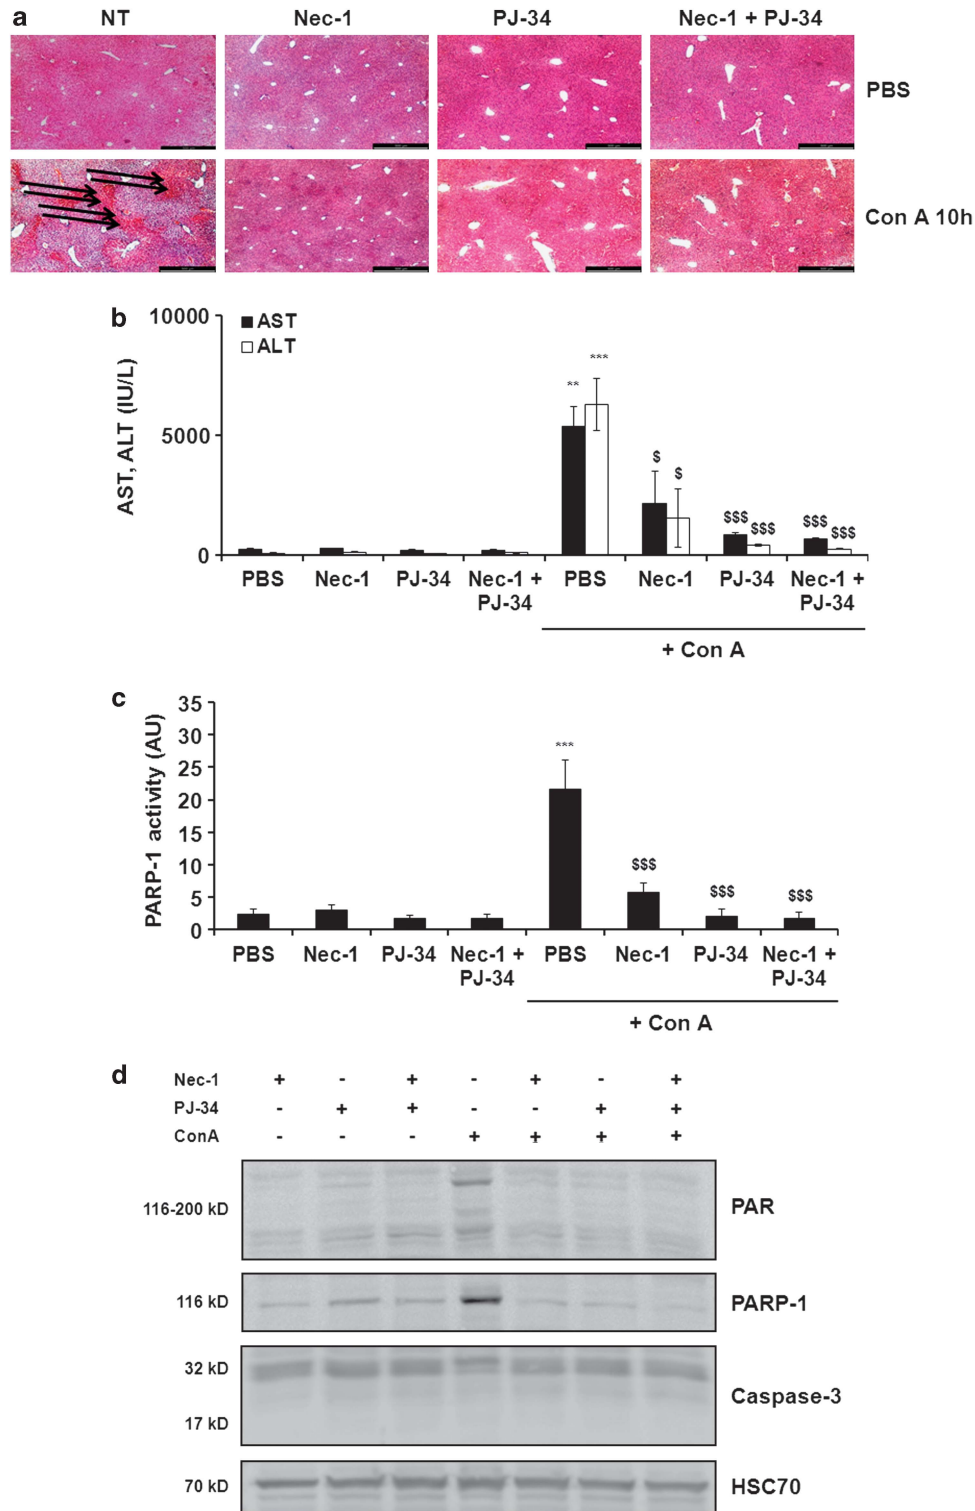 a
NT Nec-1 PJ-34 Nec-1 + PJ-34
PBS
Con A 10h
b
AST
ALT
AST, ALT (IU/L)
10000
5000
0
** *** $ $ $$$ $$$ $$$ $$$
PBS Nec-1 PJ-34 Nec-1 + PJ-34 PBS Nec-1 PJ-34 Nec-1 + PJ-34
+ Con A
c
PARP-1 activity (AU)
35
30
25
20
15
10
5
0
*** $$$ $$$ $$$
PBS Nec-1 PJ-34 Nec-1 + PJ-34 PBS Nec-1 PJ-34 Nec-1 + PJ-34
+ Con A
d
Nec-1 + - + - + - +
PJ-34 - + + - - + +
ConA - - - + + + +
116-200 kD PAR
116 kD PARP-1
32 kD
Caspase-3
17 kD
70 kD HSC70